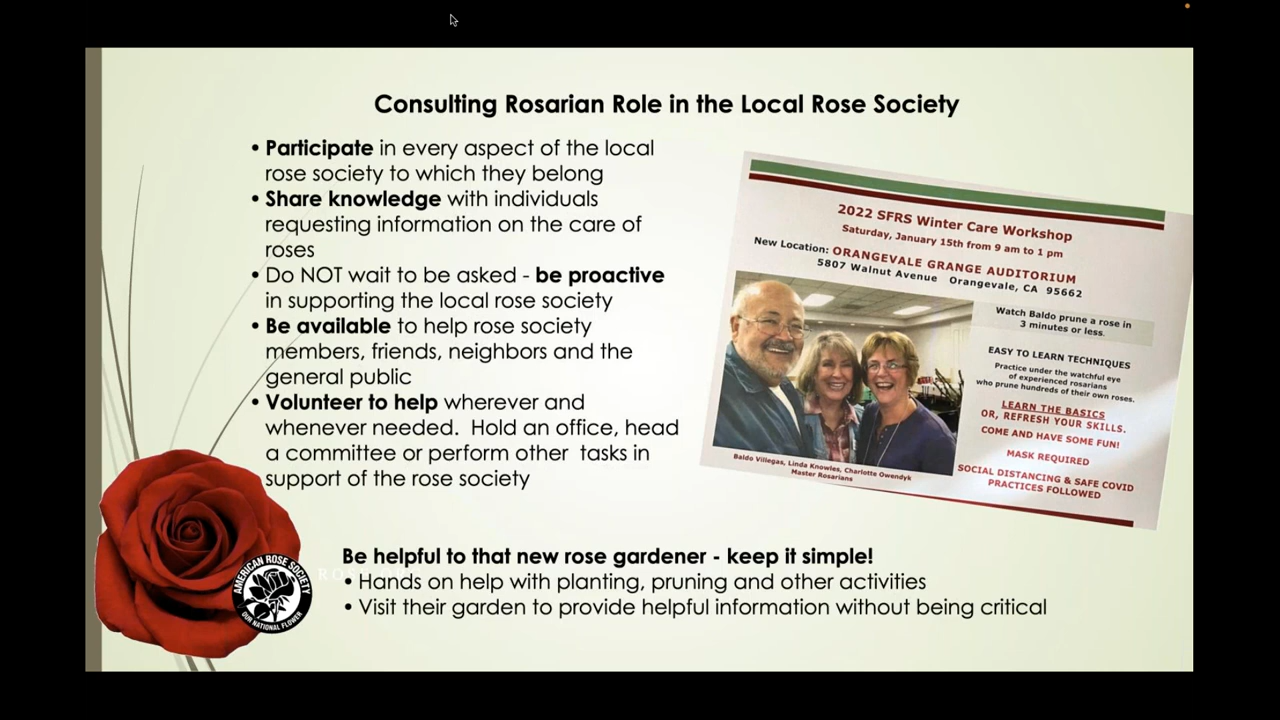 Consulting Rosarian Role in the Local Rose Society
• Participate in every aspect of the local
rose society to which they belong
• Share knowledge with individuals
requesting information on the care of
roses
• Do NOT wait to be asked - be proactive
in supporting the local rose society
• Be available to help rose society
members, friends, neighbors and the
general public
• Volunteer to help wherever and
whenever needed.  Hold an office, head
a committee or perform other  tasks in
support of the rose society
2022 SFRS Winter Care Workshop
Saturday, January 15th from 9 am to 1 pm
New Location: ORANGEVALE GRANGE AUDITORIUM
5807 Walnut Avenue  Orangevale, CA  95662
Watch Baldo prune a rose in
3 minutes or less.
EASY TO LEARN TECHNIQUES
Practice under the watchful eye
of experienced rosarians
who prune hundreds of their own roses.
LEARN THE BASICS
OR, REFRESH YOUR SKILLS.
COME AND HAVE SOME FUN!
MASK REQUIRED
SOCIAL DISTANCING & SAFE COVID
PRACTICES FOLLOWED
Baldo Villegas, Linda Knowles, Charlotte Owendyk
Master Rosarians
Be helpful to that new rose gardener - keep it simple!
• Hands on help with planting, pruning and other activities
• Visit their garden to provide helpful information without being critical
AMERICAN ROSE SOCIETY
OUR NATIONAL FLOWER